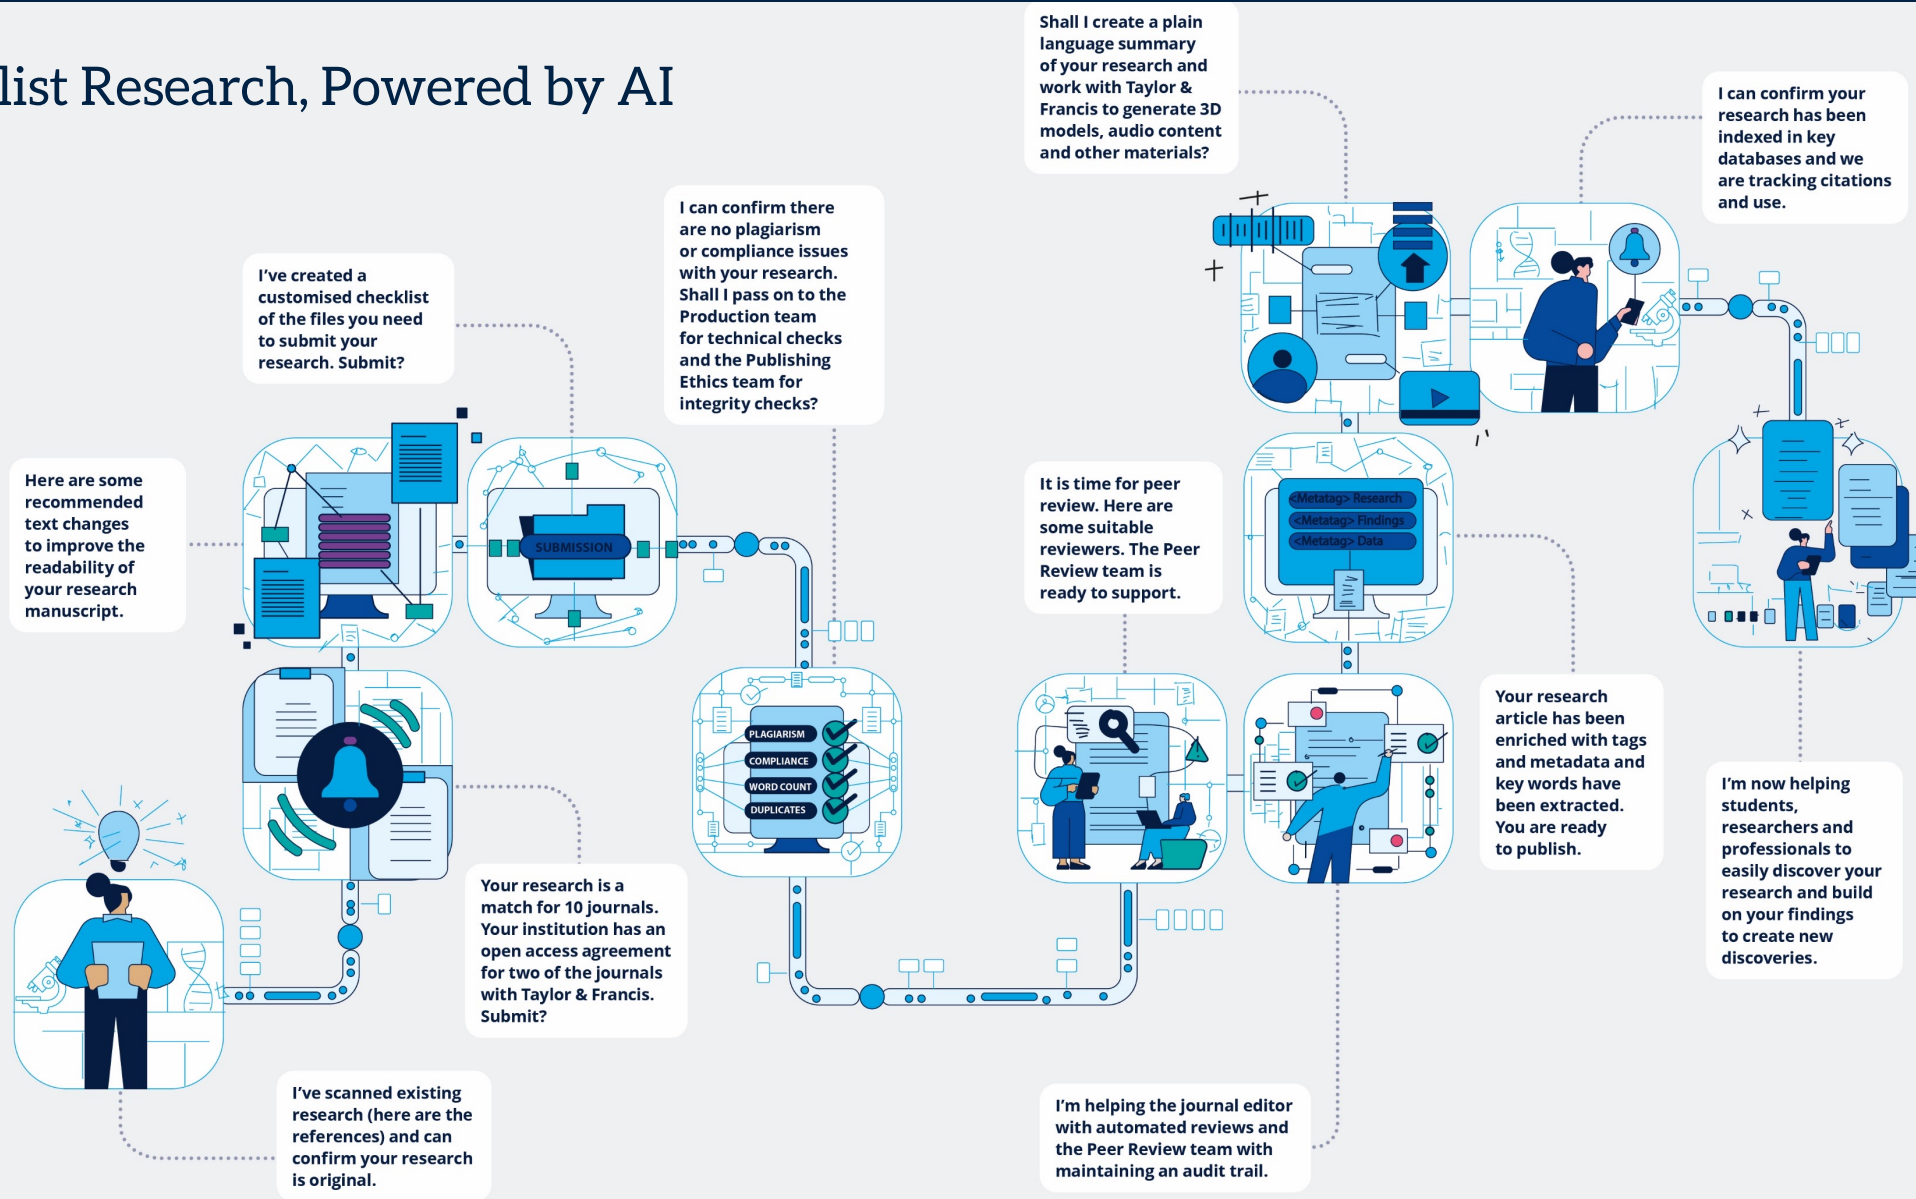 list Research, Powered by AI
I've scanned existing
research (here are the
references) and can
confirm your research
is original.
Your research is a
match for 10 journals.
Your institution has an
open access agreement
for two of the journals
with Taylor & Francis.
Submit?
Here are some
recommended
text changes
to improve the
readability of
your research
manuscript.
I've created a
customised checklist
of the files you need
to submit your
research. Submit?
SUBMISSION
I can confirm there
are no plagiarism
or compliance issues
with your research.
Shall I pass on to the
Production team
for technical checks
and the Publishing
Ethics team for
integrity checks?
PLAGIARISM
COMPLIANCE
WORD COUNT
DUPLICATES
It is time for peer
review. Here are
some suitable
reviewers. The Peer
Review team is
ready to support.
I'm helping the journal editor
with automated reviews and
the Peer Review team with
maintaining an audit trail.
<Metatag> Research
<Metatag> Findings
<Metatag> Data
Your research
article has been
enriched with tags
and metadata and
key words have
been extracted.
You are ready
to publish.
Shall I create a plain
language summary
of your research and
work with Taylor &
Francis to generate 3D
models, audio content
and other materials?
I can confirm your
research has been
indexed in key
databases and we
are tracking citations
and use.
I'm now helping
students,
researchers and
professionals to
easily discover your
research and build
on your findings
to create new
discoveries.